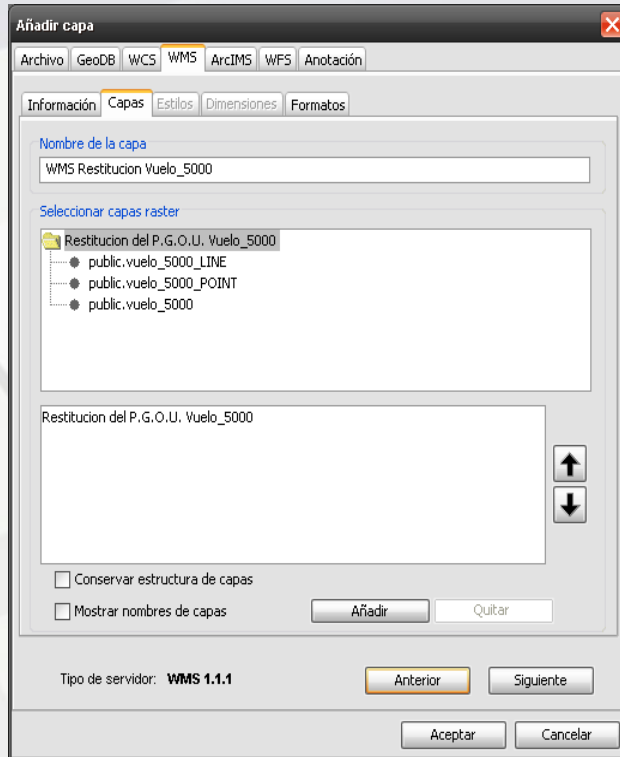 Añadir capa
Archivo GeoDB WCS WMS ArcIMS WFS Anotación
Información Capas Estilos Dimensiones Formatos
Nombre de la capa
WMS Restitucion Vuelo_5000
Seleccionar capas raster
Restitucion del P.G.O.U. Vuelo_5000
public.vuelo_5000_LINE
public.vuelo_5000_POINT
public.vuelo_5000
Restitucion del P.G.O.U. Vuelo_5000
Conservar estructura de capas
Mostrar nombres de capas Añadir Quitar
Tipo de servidor: WMS 1.1.1 Anterior Siguiente
Aceptar Cancelar